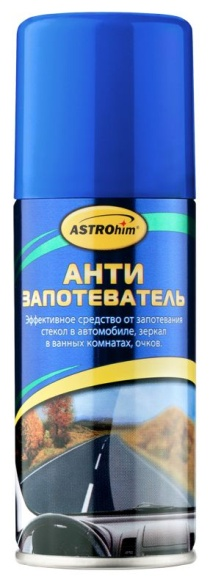 ASTROhim®
АНТИ
ЗАПОТЕВАТЕЛЬ
Эффективное средство от запотевания
стекол в автомобиле, зеркал
в ванных комнатах, очков.